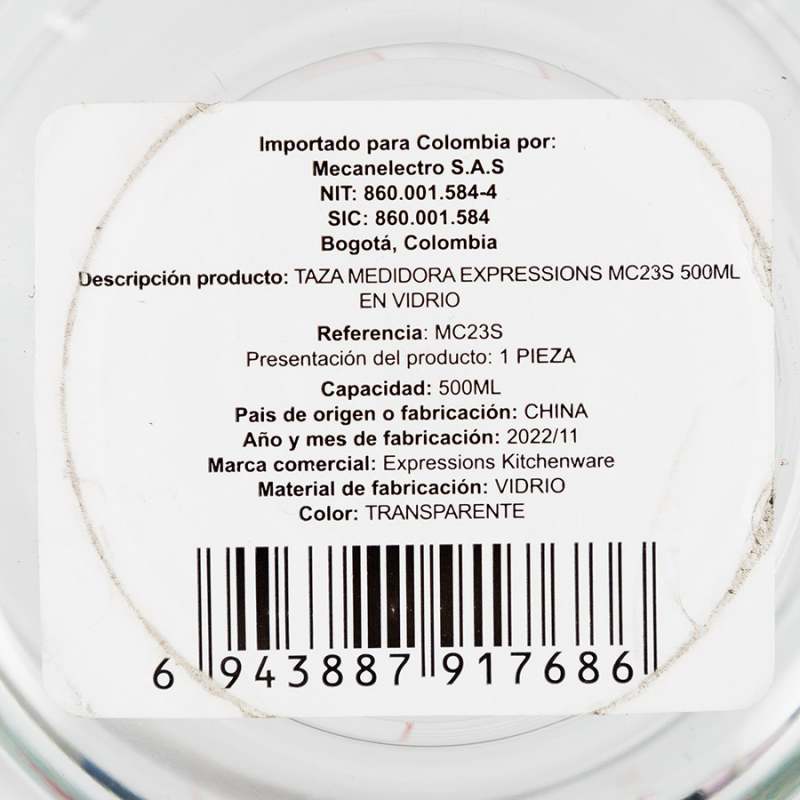 Importado para Colombia por:
Mecanelectro S.A.S
NIT: 860.001.584-4
SIC: 860.001.584
Bogotá, Colombia
Descripción producto: TAZA MEDIDORA EXPRESSIONS MC23S 500ML
EN VIDRIO
Referencia: MC23S
Presentación del producto: 1 PIEZA
Capacidad: 500ML
Pais de origen o fabricación: CHINA
Año y mes de fabricación: 2022/11
Marca comercial: Expressions Kitchenware
Material de fabricación: VIDRIO
Color: TRANSPARENTE
6 943887 917686